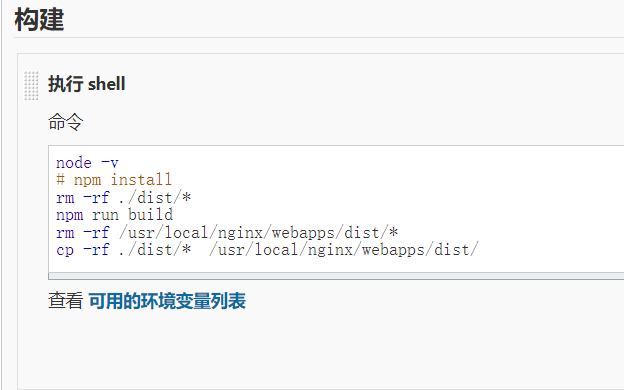 构建
执行 shell
命令
node -v
# npm install
rm -rf ./dist/*
npm run build
rm -rf /usr/local/nginx/webapps/dist/*
cp -rf ./dist/*  /usr/local/nginx/webapps/dist/
查看 可用的环境变量列表